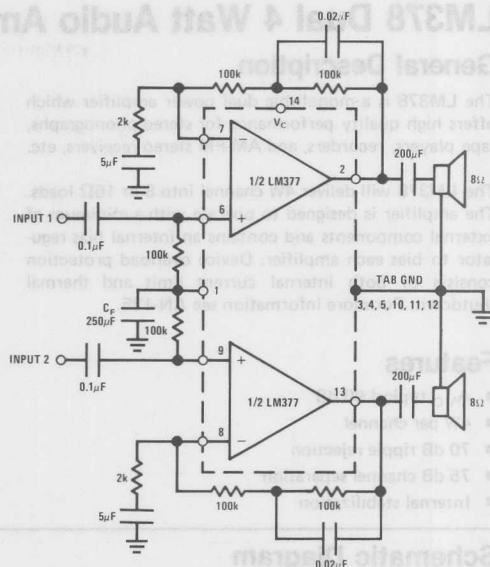 LM378 Dual 4 Watt Audio Am
General Description
The LM378 is a monolithic dual power amplifier which
offers high quality performance for stereo phonographs,
tape players, recorders, and AM-FM stereo receivers, etc.
The LM378 will deliver 4W channel into 8 or 16Ω loads.
The amplifier is designed to operate with a minimum of
external components and contains an internal bias regu-
lator to bias each amplifier. Device overload protection
consists of both internal current limit and thermal
shutdown.
Features
4W per channel
70 dB ripple rejection
75 dB channel separation
Internal stabilization
Schematic Diagram
0.02µF
100k
100k
14
V+
2k
7
5µF
1/2 LM377
2
200µF
8Ω
INPUT 1
6
0.1µF
100k
1
TAB GND
3, 4, 5, 10, 11, 12
CF
250µF
100k
INPUT 2
9
0.1µF
1/2 LM377
13
200µF
8Ω
8
2k
100k
100k
5µF
0.02µF